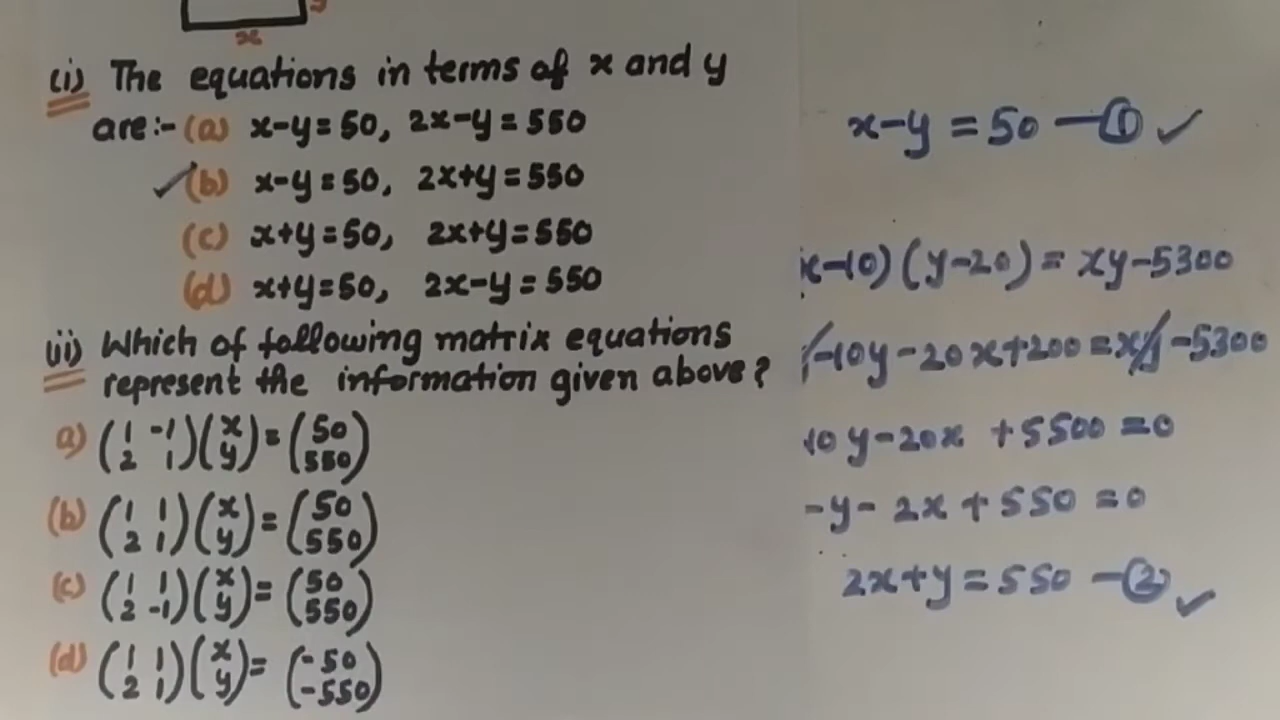 y
x
(i) The equations in terms of x and y
are :- (a) x-y = 50, 2x-y = 550
(b) x-y = 50, 2x+y = 550
(c) x+y = 50, 2x+y = 550
(d) x+y = 50, 2x-y = 550
(ii) Which of following matrix equations
represent the information given above?
a) (1 -1 / 2 1)(x / y) = (50 / 550)
(b) (1 1 / 2 1)(x / y) = (50 / 550)
(c) (1 1 / 2 -1)(x / y) = (50 / 550)
(d) (1 1 / 2 1)(x / y) = (-50 / -550)
x-y = 50 — ① ✓
x-10) (y-20) = xy-5300
-10y-20x+200 = xy-5300
10y-20x +5500 = 0
-y- 2x + 550 = 0
2x+y = 550 — ② ✓